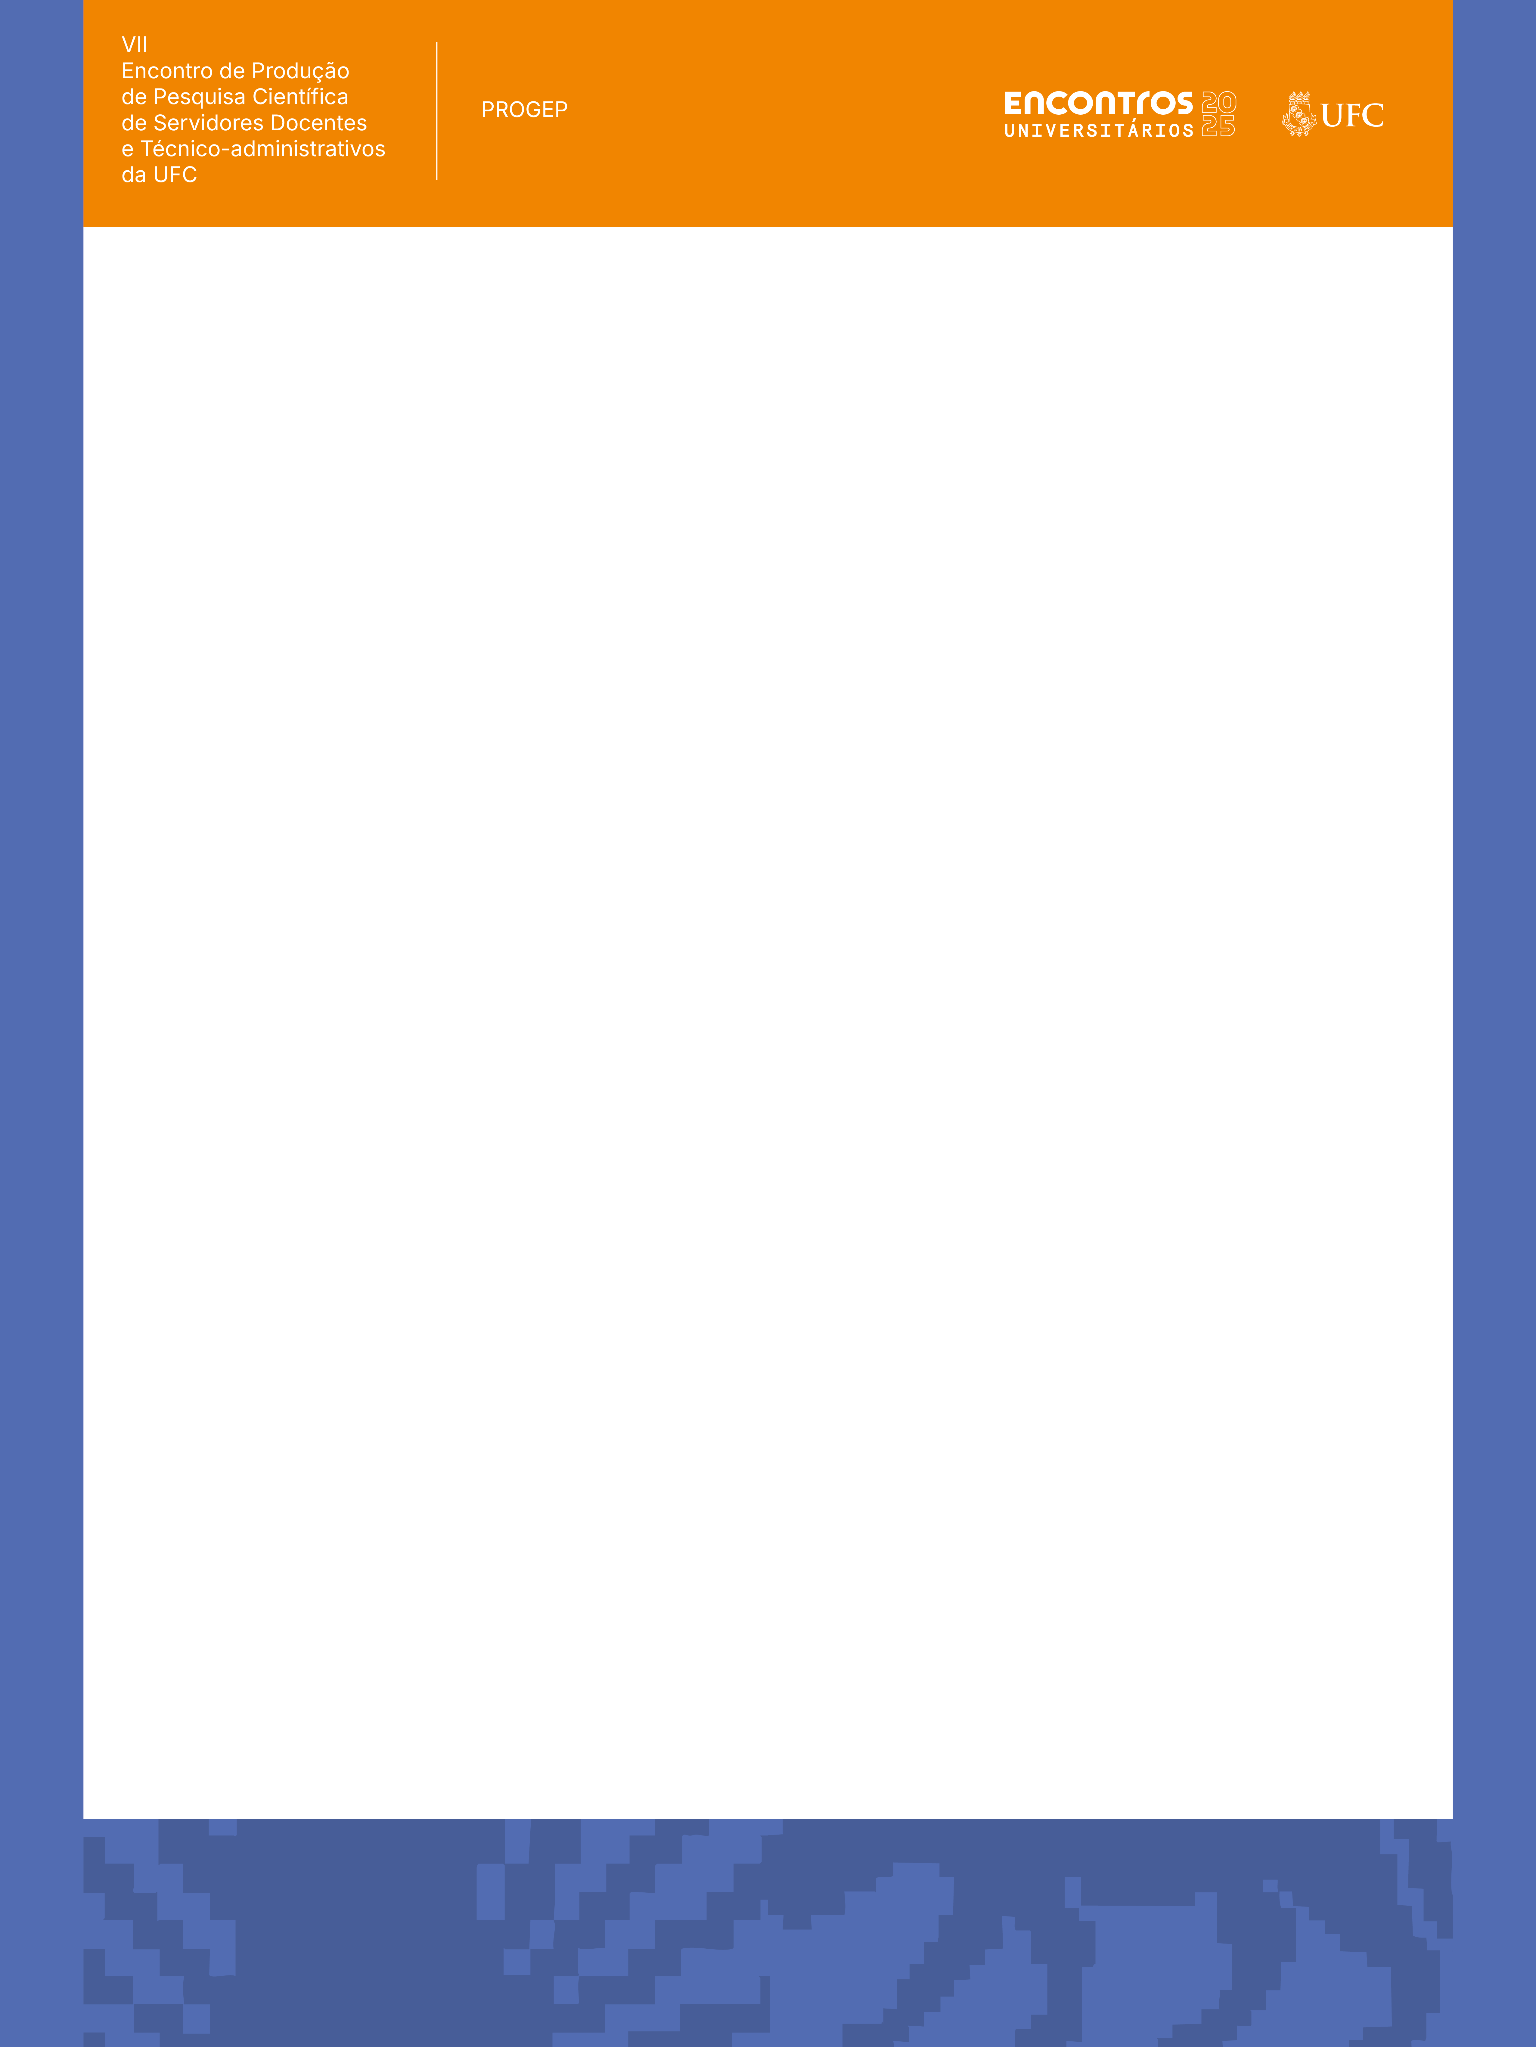 VII
Encontro de Produção
de Pesquisa Científica
de Servidores Docentes
e Técnico-administrativos
da UFC
PROGEP
ENCONTROS 20
UNIVERSITÁRIOS 25
UFC